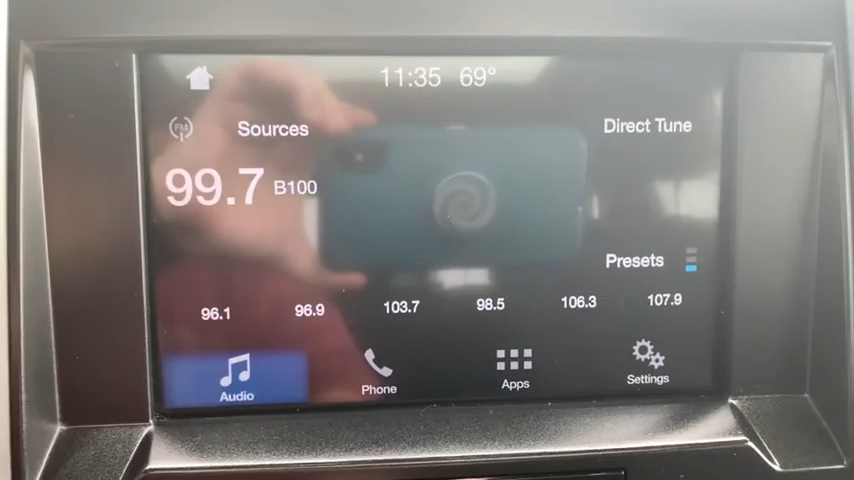 11:35 69°
FM Sources Direct Tune
99.7 B100
Presets
96.1 96.9 103.7 98.5 106.3 107.9
Audio Phone Apps Settings